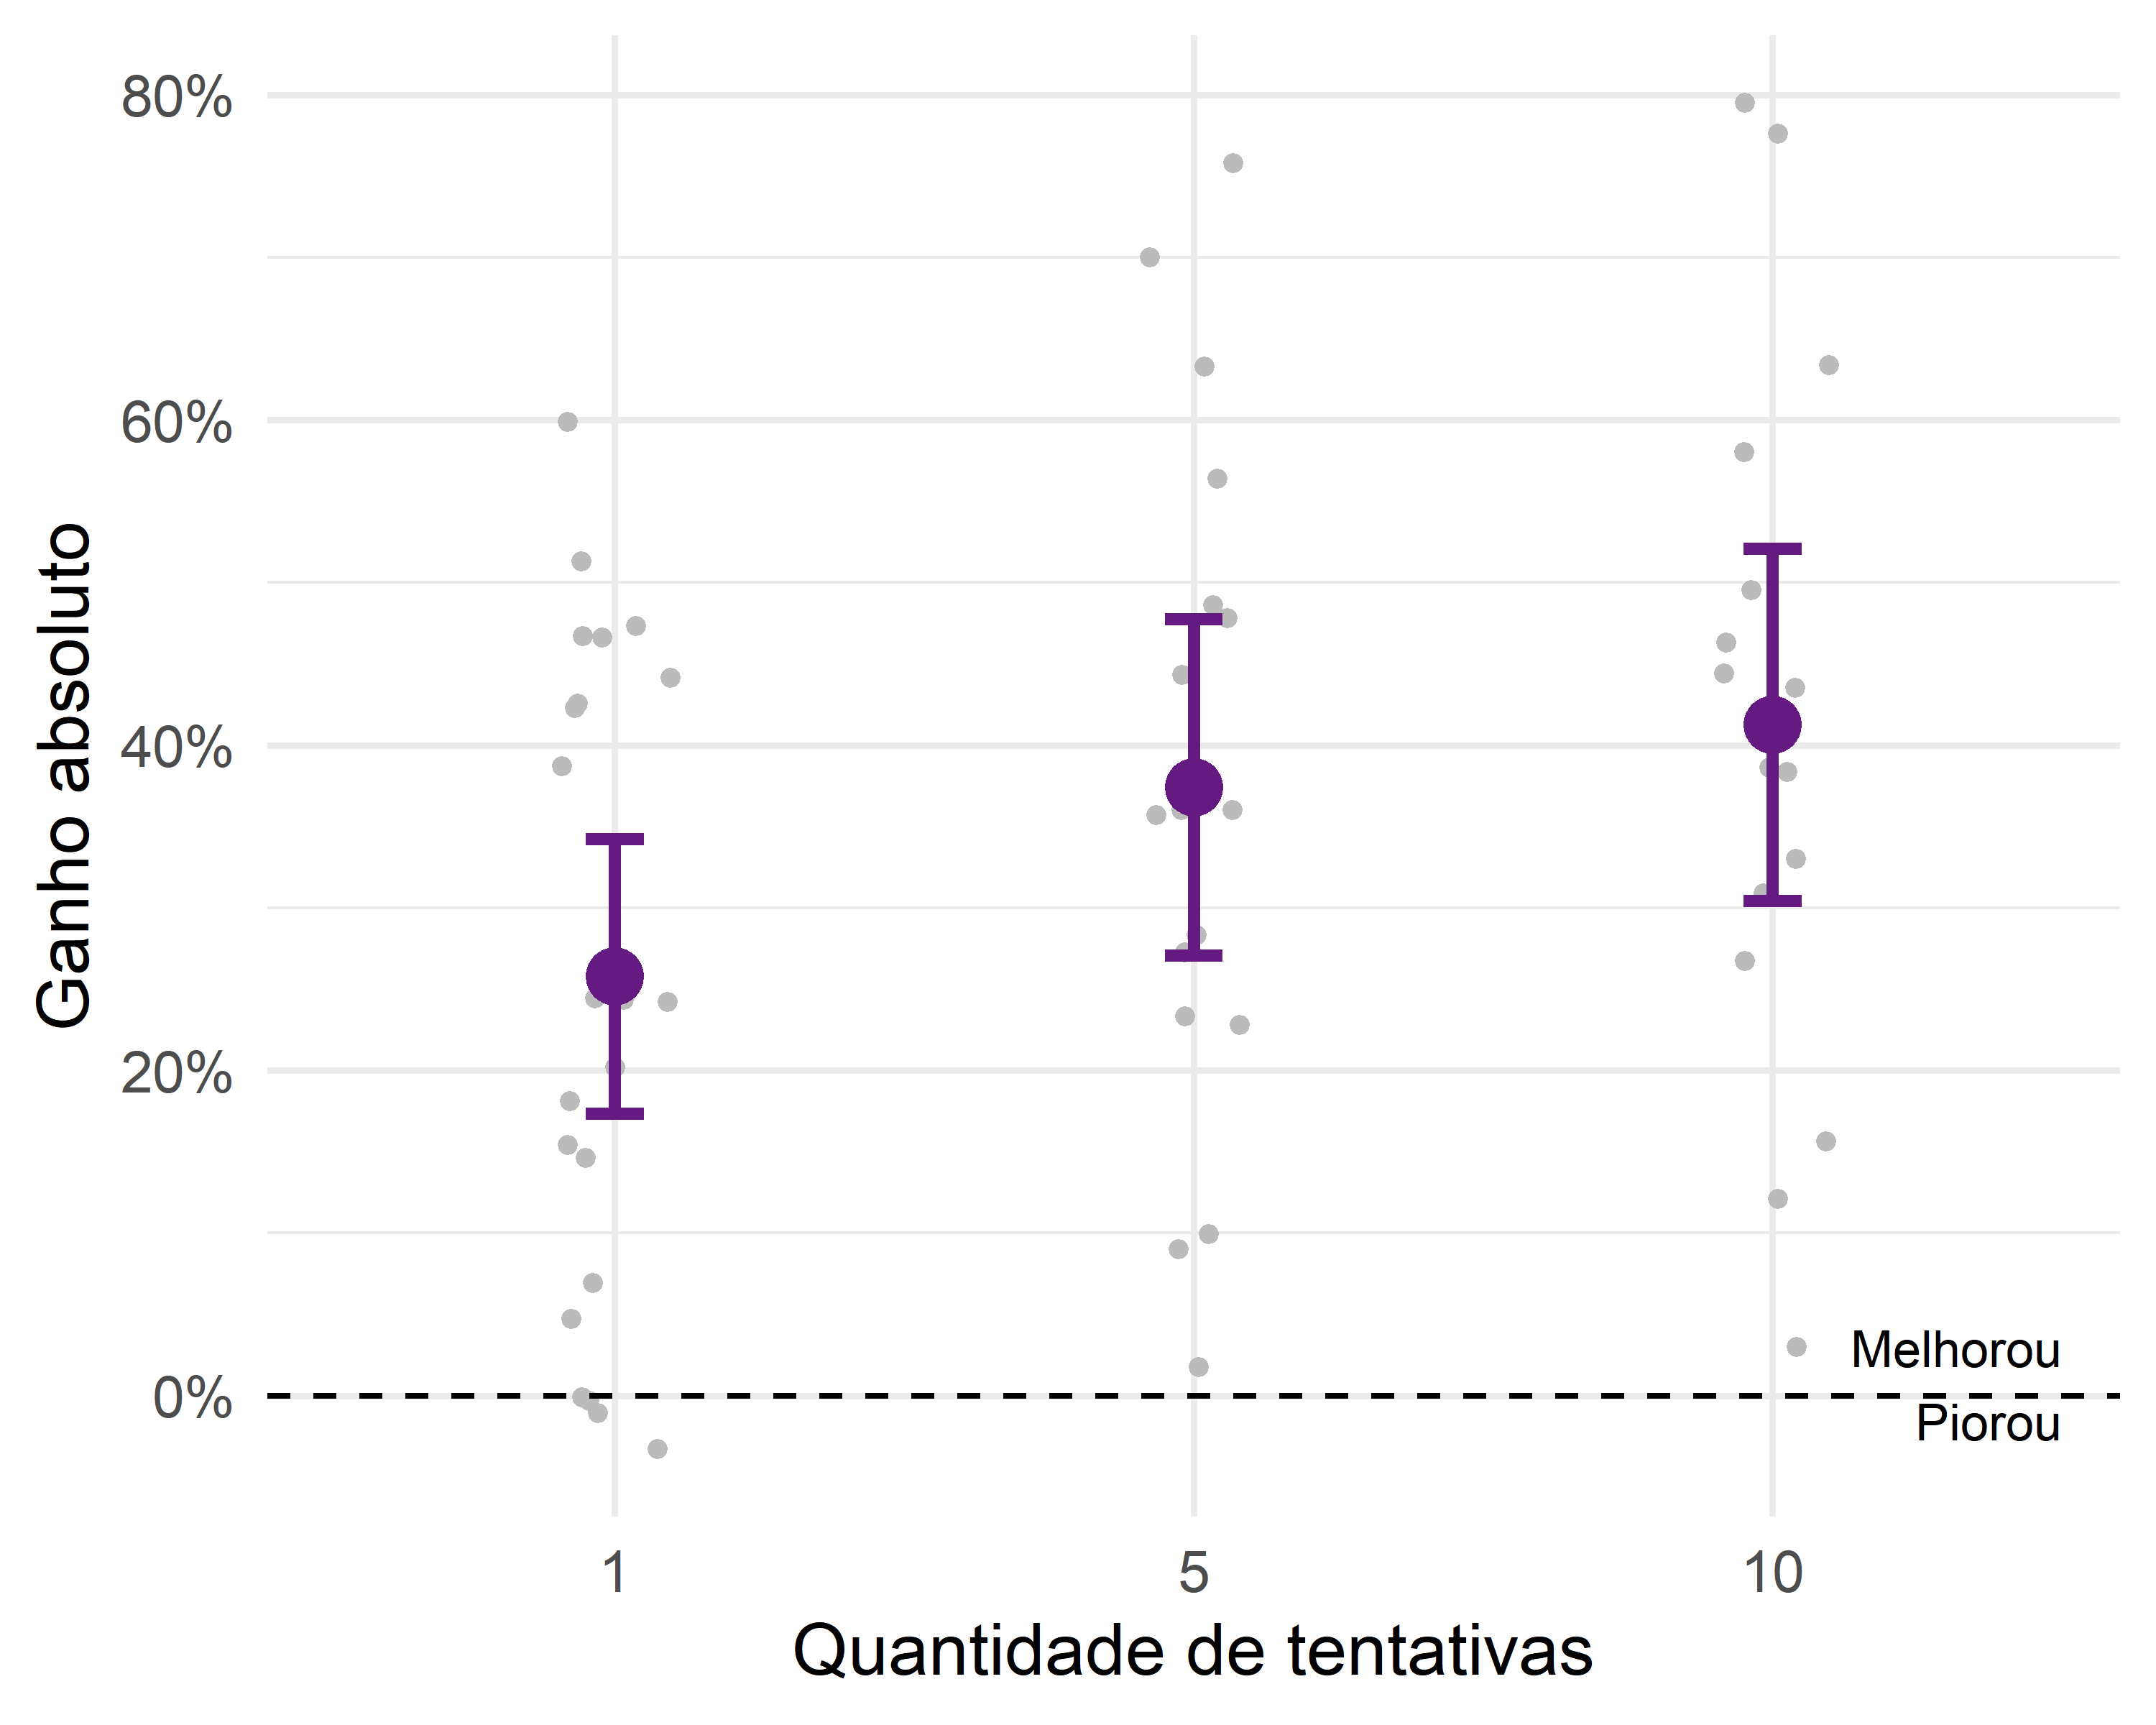 80%
60%
40%
20%
0%
Ganho absoluto
Melhorou
Piorou
1
5
10
Quantidade de tentativas